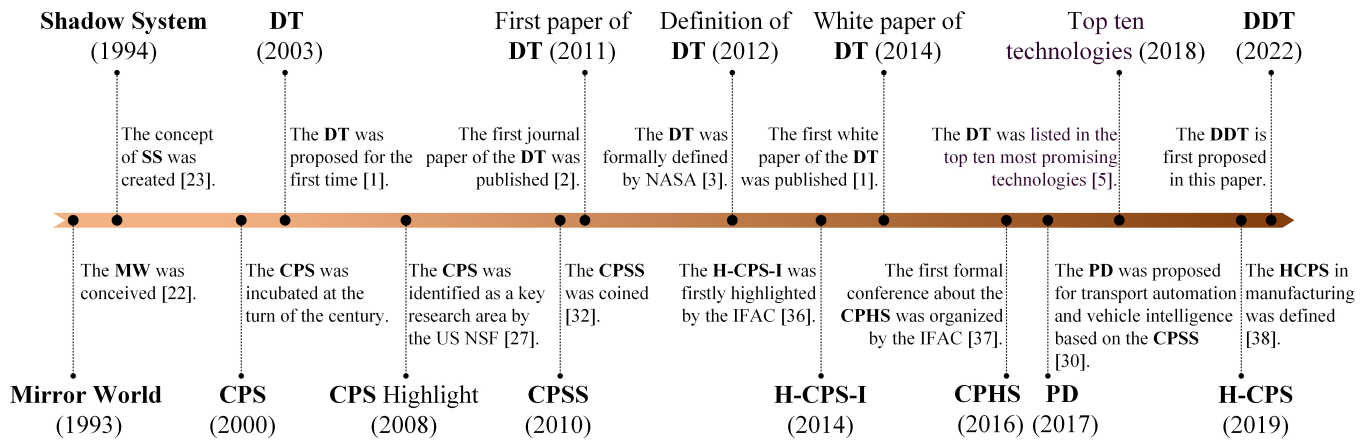 Shadow System
(1994)
DT
(2003)
First paper of
DT (2011)
Definition of
DT (2012)
White paper of
DT (2014)
Top ten
technologies (2018)
DDT
(2022)
The concept
of SS was
created [23].
The DT was
proposed for the
first time [1].
The first journal
paper of the DT was
published [2].
The DT was
formally defined
by NASA [3].
The first white
paper of the DT
was published [1].
The DT was listed in the
top ten most promising
technologies [5].
The DDT is
first proposed
in this paper.
The MW was
conceived [22].
The CPS was
incubated at the
turn of the century.
The CPS was
identified as a key
research area by
the US NSF [27].
The CPSS
was coined
[32].
The H-CPS-I was
firstly highlighted
by the IFAC [36].
The first formal
conference about the
CPHS was organized
by the IFAC [37].
The PD was proposed
for transport automation
and vehicle intelligence
based on the CPSS
[30].
The HCPS in
manufacturing
was defined
[38].
Mirror World
(1993)
CPS
(2000)
CPS Highlight
(2008)
CPSS
(2010)
H-CPS-I
(2014)
CPHS
(2016)
PD
(2017)
H-CPS
(2019)